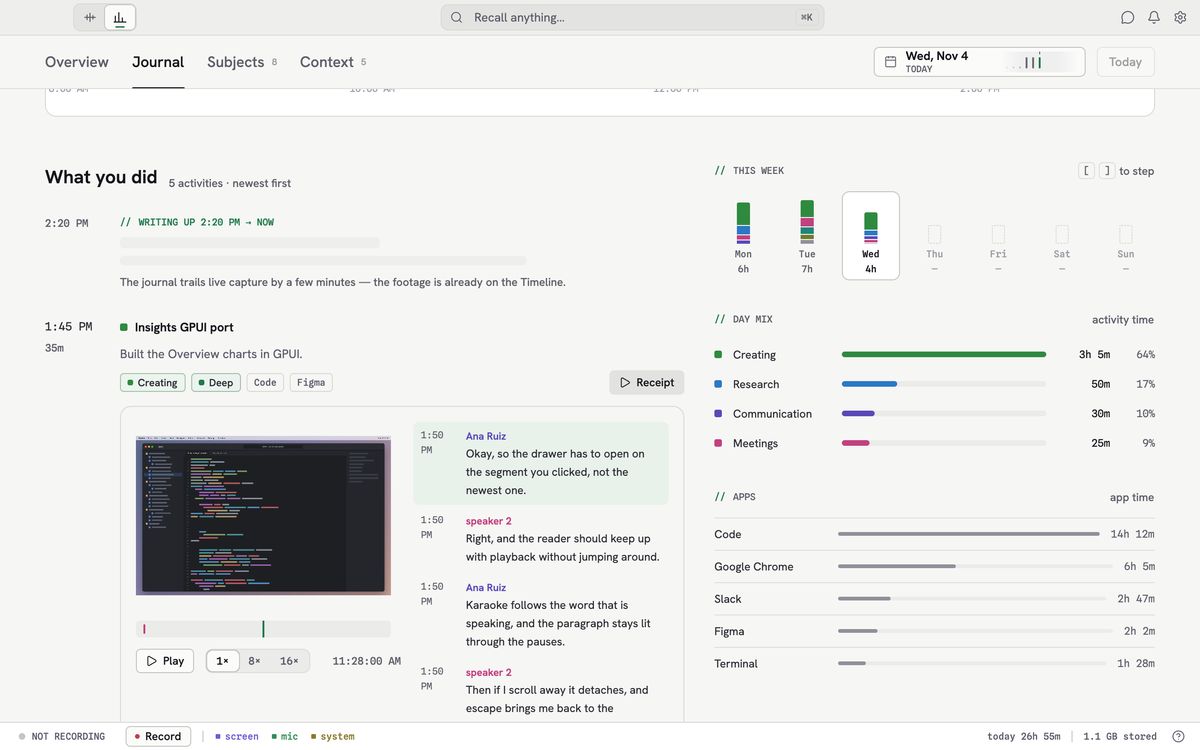 Recall anything...
⌘K
Overview
Journal
Subjects 8
Context 5
Wed, Nov 4
TODAY
Today
What you did
5 activities · newest first
2:20 PM
// WRITING UP 2:20 PM → NOW
The journal trails live capture by a few minutes — the footage is already on the Timeline.
1:45 PM
35m
Insights GPUI port
Built the Overview charts in GPUI.
Creating
Deep
Code
Figma
Receipt
1:50 PM
Ana Ruiz
Okay, so the drawer has to open on
the segment you clicked, not the
newest one.
1:50 PM
speaker 2
Right, and the reader should keep up
with playback without jumping around.
1:50 PM
Ana Ruiz
Karaoke follows the word that is
speaking, and the paragraph stays lit
through the pauses.
1:50 PM
speaker 2
Then if I scroll away it detaches, and
escape brings me back to the
Play
1×
8×
16×
11:28:00 AM
// THIS WEEK
[ ] to step
Mon
6h
Tue
7h
Wed
4h
Thu
—
Fri
—
Sat
—
Sun
—
// DAY MIX
activity time
Creating 3h 5m 64%
Research 50m 17%
Communication 30m 10%
Meetings 25m 9%
// APPS
app time
Code 14h 12m
Google Chrome 6h 5m
Slack 2h 47m
Figma 2h 2m
Terminal 1h 28m
NOT RECORDING
Record
screen
mic
system
today 26h 55m
1.1 GB stored